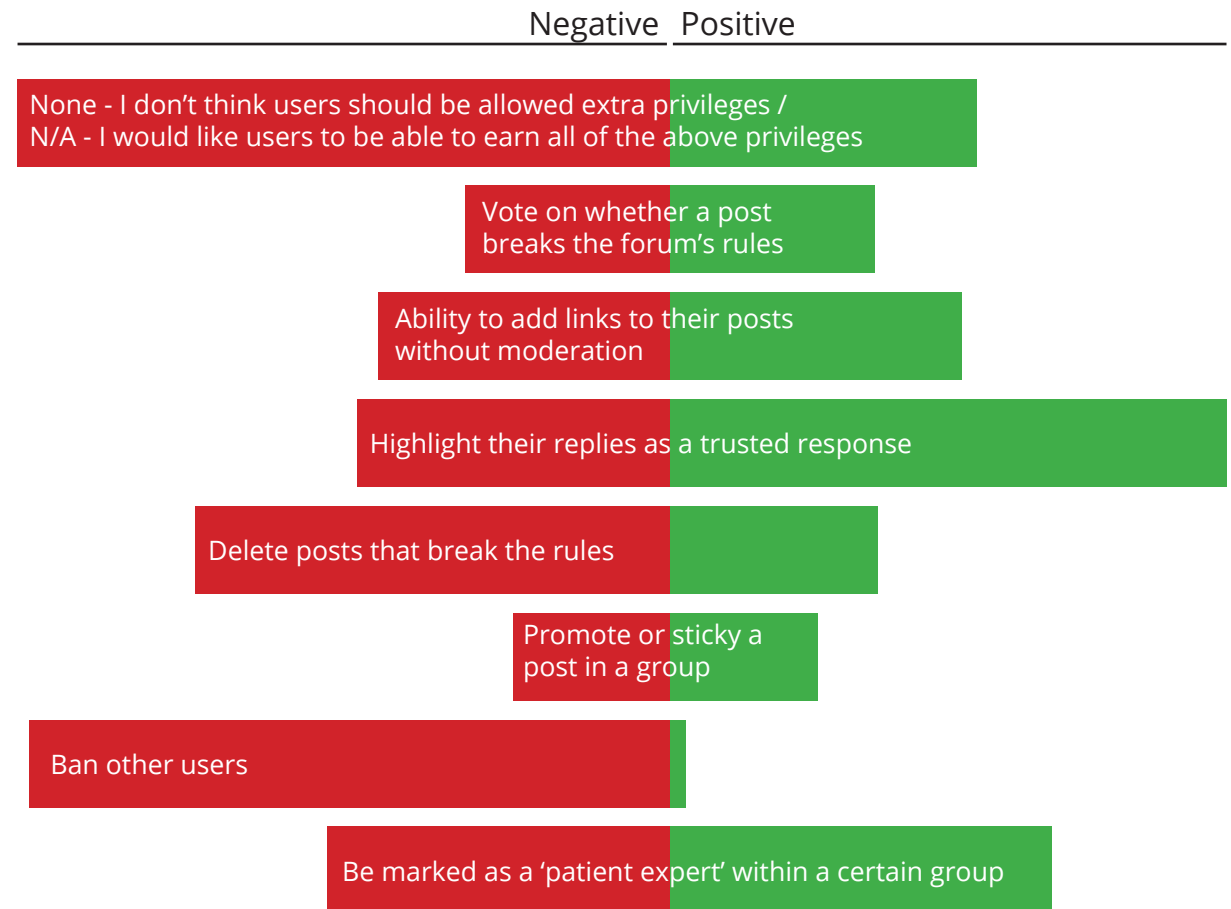 Negative Positive
None - I don’t think users should be allowed extra privileges /
N/A - I would like users to be able to earn all of the above privileges
Vote on whether a post
breaks the forum’s rules
Ability to add links to their posts
without moderation
Highlight their replies as a trusted response
Delete posts that break the rules
Promote or sticky a
post in a group
Ban other users
Be marked as a ‘patient expert’ within a certain group